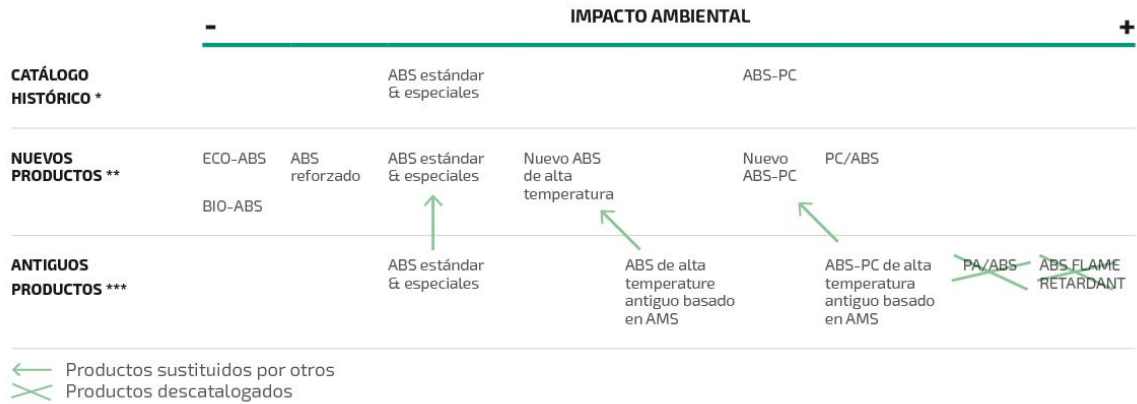 IMPACTO AMBIENTAL
- +
CATÁLOGO
HISTÓRICO *
ABS estándar
& especiales
ABS-PC
NUEVOS
PRODUCTOS **
ECO-ABS
BIO-ABS
ABS
reforzado
ABS estándar
& especiales
Nuevo ABS
de alta
temperatura
Nuevo
ABS-PC
PC/ABS
ANTIGUOS
PRODUCTOS ***
ABS estándar
& especiales
ABS de alta
temperature
antiguo basado
en AMS
ABS-PC de alta
temperatura
antiguo basado
en AMS
PA/ABS
ABS FLAME
RETARDANT
Productos sustituidos por otros
Productos descatalogados